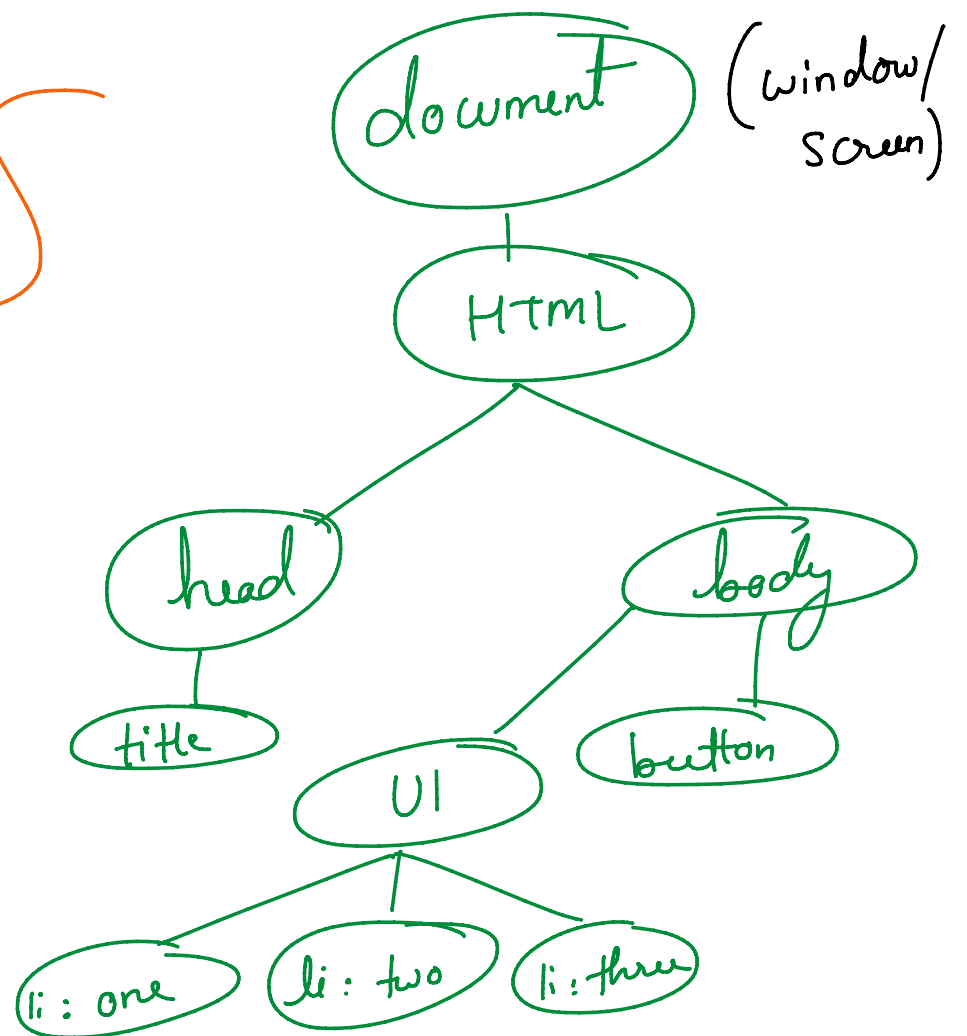 document
(window/
screen)
HTML
head
body
title
button
Ul
li : one
li : two
li : three